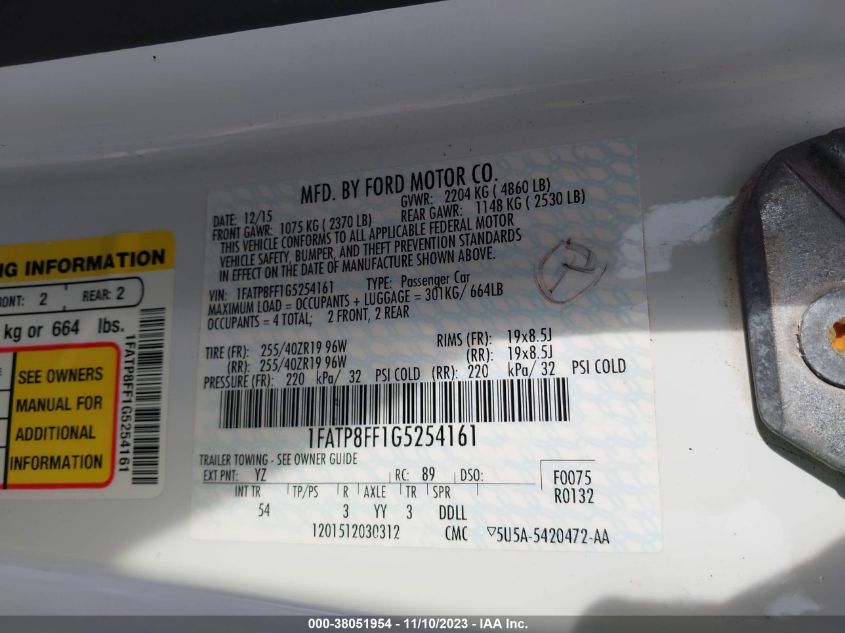 MFD. BY FORD MOTOR CO.
DATE: 12/15 GVWR: 2204 KG ( 4860 LB)
FRONT GAWR: 1075 KG ( 2370 LB) REAR GAWR: 1148 KG ( 2530 LB)
THIS VEHICLE CONFORMS TO ALL APPLICABLE FEDERAL MOTOR
VEHICLE SAFETY, BUMPER, AND THEFT PREVENTION STANDARDS
IN EFFECT ON THE DATE OF MANUFACTURE SHOWN ABOVE.
VIN: 1FATP8FF1G5254161 TYPE: Passenger Car
MAXIMUM LOAD = OCCUPANTS + LUGGAGE = 301KG/ 664LB
OCCUPANTS = 4 TOTAL; 2 FRONT, 2 REAR
TIRE (FR): 255/40ZR19 96W RIMS (FR): 19x8.5J
(RR): 255/40ZR19 96W (RR): 19x8.5J
PRESSURE (FR): 220 kPa/ 32 PSI COLD (RR): 220 kPa/ 32 PSI COLD
1FATP8FF1G5254161
TRAILER TOWING - SEE OWNER GUIDE
EXT PNT: YZ RC: 89 DSO: F0075
R0132
INT TR TP/PS R AXLE TR SPR
54 3 YY 3 DDLL
1201512030312 CMC ▽5U5A-5420472-AA
NG INFORMATION
RONT: 2 REAR: 2
kg or 664 lbs.
SEE OWNERS
MANUAL FOR
ADDITIONAL
INFORMATION
1FATP8FF1G5254161
000-38051954 - 11/10/2023 - IAA Inc.